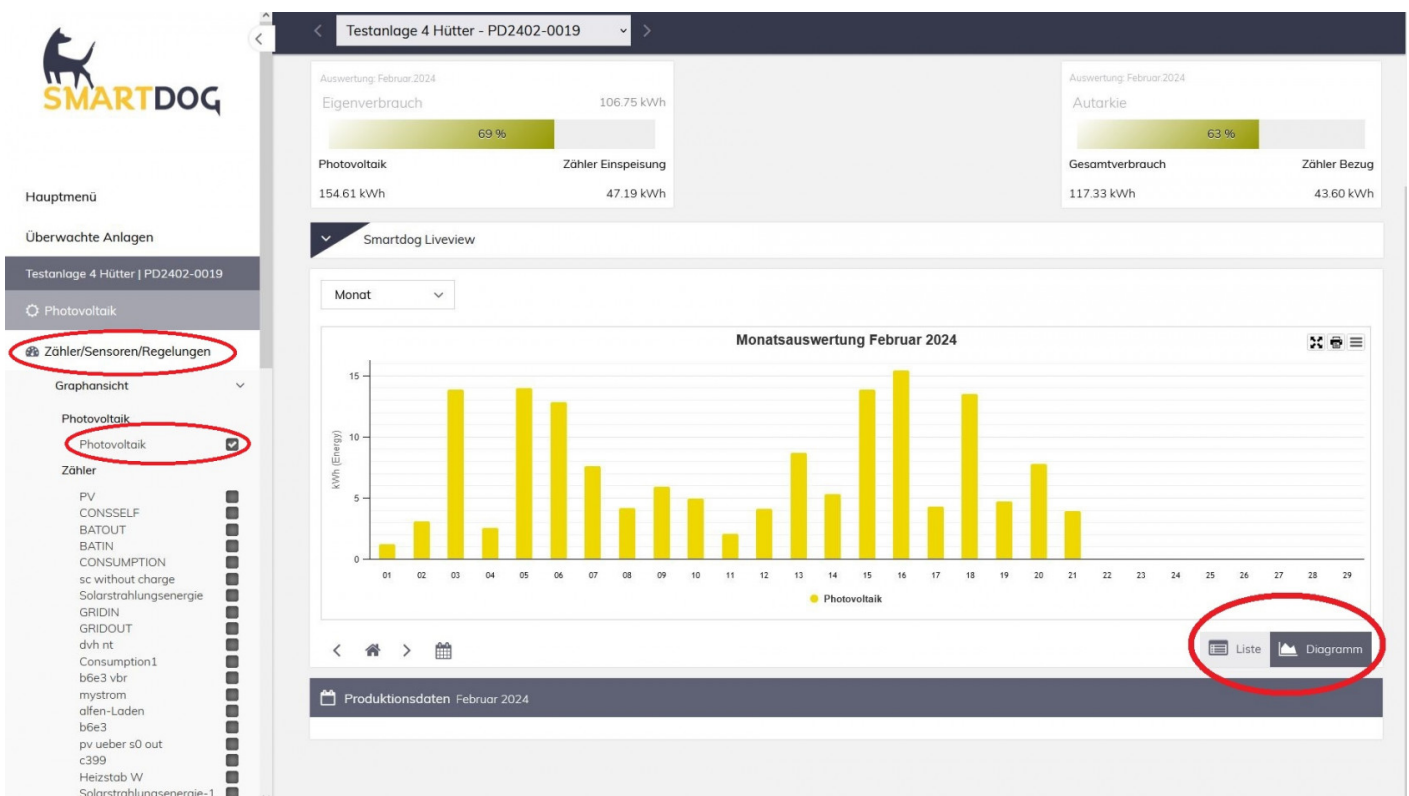 SMARTDOG
Hauptmenü
Überwachte Anlagen
Testanlage 4 Hütter | PD2402-0019
Photovoltaik
Zähler/Sensoren/Regelungen
Graphansicht
Photovoltaik
Photovoltaik
Zähler
PV
CONSSELF
BATOUT
BATIN
CONSUMPTION
sc without charge
Solarstrahlungsenergie
GRIDIN
GRIDOUT
dvh nt
Consumption1
b6e3 vbr
mystrom
alfen-Laden
b6e3
pv ueber s0 out
c399
Heizstab W
Solarstrahlungsenergie-1
Testanlage 4 Hütter - PD2402-0019
Auswertung: Februar 2024
Eigenverbrauch 106.75 kWh
69 %
Photovoltaik Zähler Einspeisung
154.61 kWh 47.19 kWh
Auswertung: Februar 2024
Autarkie
63 %
Gesamtverbrauch Zähler Bezug
117.33 kWh 43.60 kWh
Smartdog Liveview
Monat
Monatsauswertung Februar 2024
kWh (Energy)
15
10
5
0
01 02 03 04 05 06 07 08 09 10 11 12 13 14 15 16 17 18 19 20 21 22 23 24 25 26 27 28 29
Photovoltaik
Liste Diagramm
Produktionsdaten Februar 2024